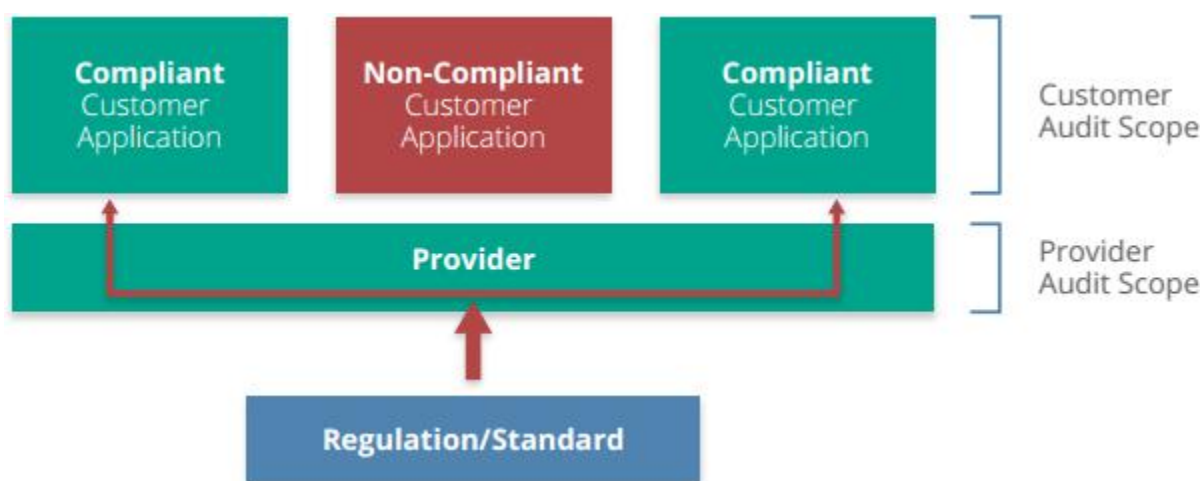 Compliant
Customer
Application
Non-Compliant
Customer
Application
Compliant
Customer
Application
Customer
Audit Scope
Provider
Provider
Audit Scope
Regulation/Standard